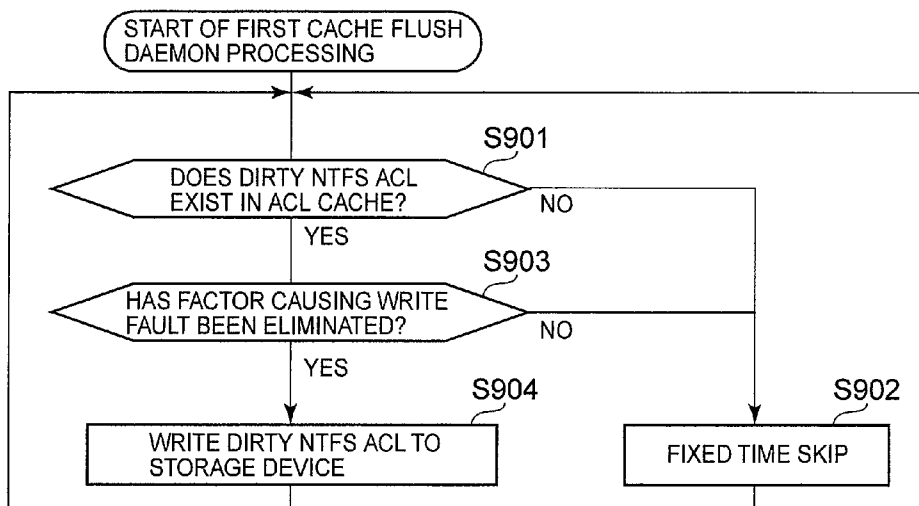 START OF FIRST CACHE FLUSH
DAEMON PROCESSING
S901
DOES DIRTY NTFS ACL
EXIST IN ACL CACHE?
NO
YES
S903
HAS FACTOR CAUSING WRITE
FAULT BEEN ELIMINATED?
NO
YES
S904
WRITE DIRTY NTFS ACL TO
STORAGE DEVICE
S902
FIXED TIME SKIP